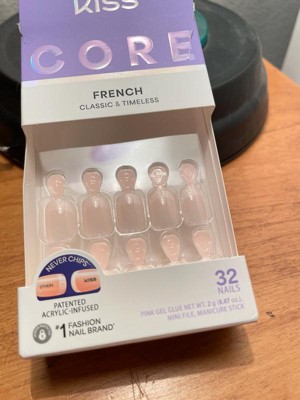 KISS
CORE
FRENCH
CLASSIC & TIMELESS
NEVER CHIPS
PATENTED
ACRYLIC-INFUSED
#1 FASHION
NAIL BRAND
32
NAILS
PINK GEL GLUE NET WT. 2 g (0.07 oz.),
MINI FILE, MANICURE STICK